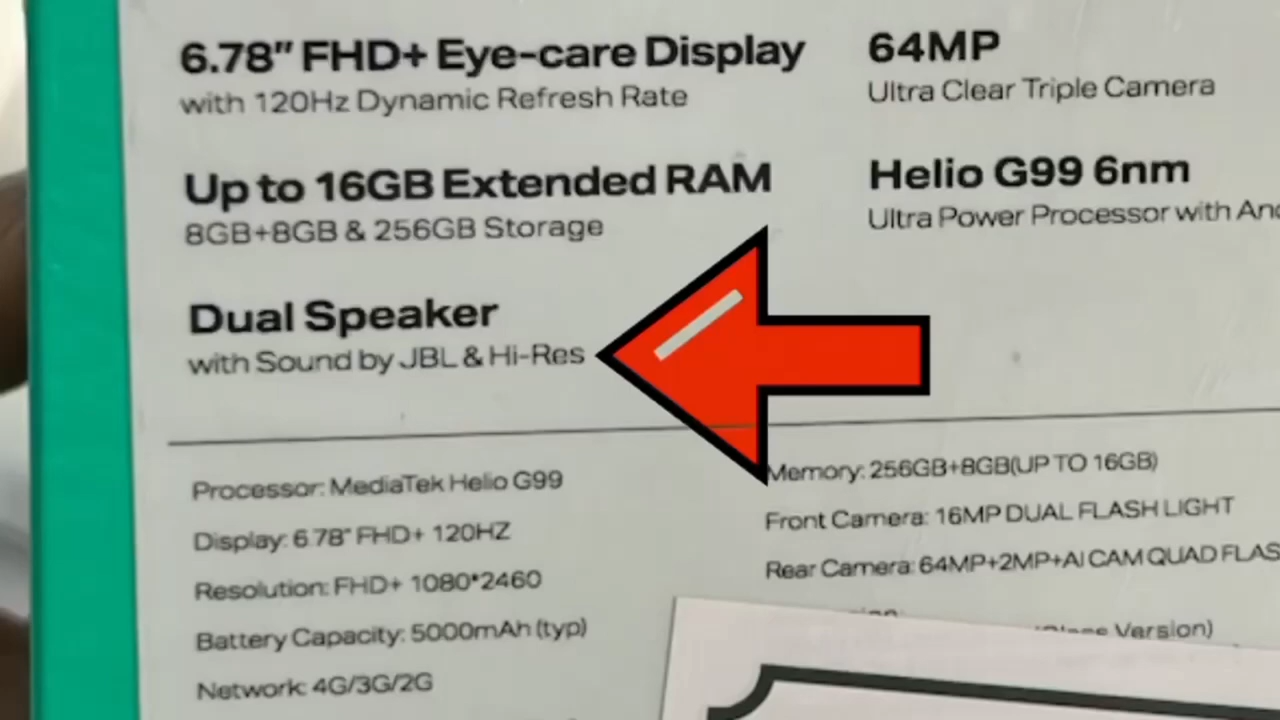 6.78" FHD+ Eye-care Display
with 120Hz Dynamic Refresh Rate
64MP
Ultra Clear Triple Camera
Up to 16GB Extended RAM
8GB+8GB & 256GB Storage
Helio G99 6nm
Ultra Power Processor with
Dual Speaker
with Sound by JBL & Hi-Res
Processor: MediaTek Helio G99
Display: 6.78" FHD+ 120HZ
Resolution: FHD+ 1080*2460
Battery Capacity: 5000mAh (typ)
Network: 4G/3G/2G
Memory: 256GB+8GB(UP TO 16GB)
Front Camera: 16MP DUAL FLASH LIGHT
Rear Camera: 64MP+2MP+AI CAM QUAD
Version)